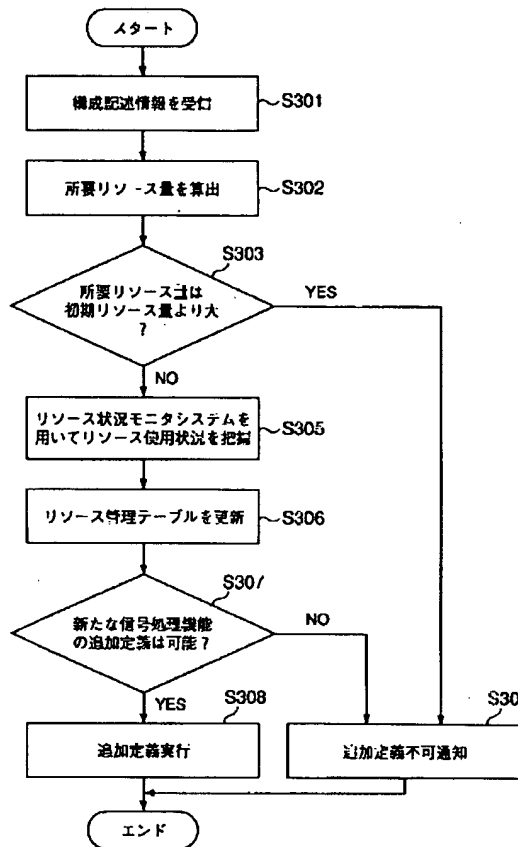 スタート
構成記述情報を受付
S301
所要リソース量を算出
S302
S303
所要リソース量は
初期リソース量より大
?
YES
NO
リソース状況モニタシステムを
用いてリソース使用状況を把握
S305
リソース管理テーブルを更新
S306
S307
新たな信号処理機能
の追加定義は可能?
NO
YES
S308
追加定義実行
S30
追加定義不可通知
エンド